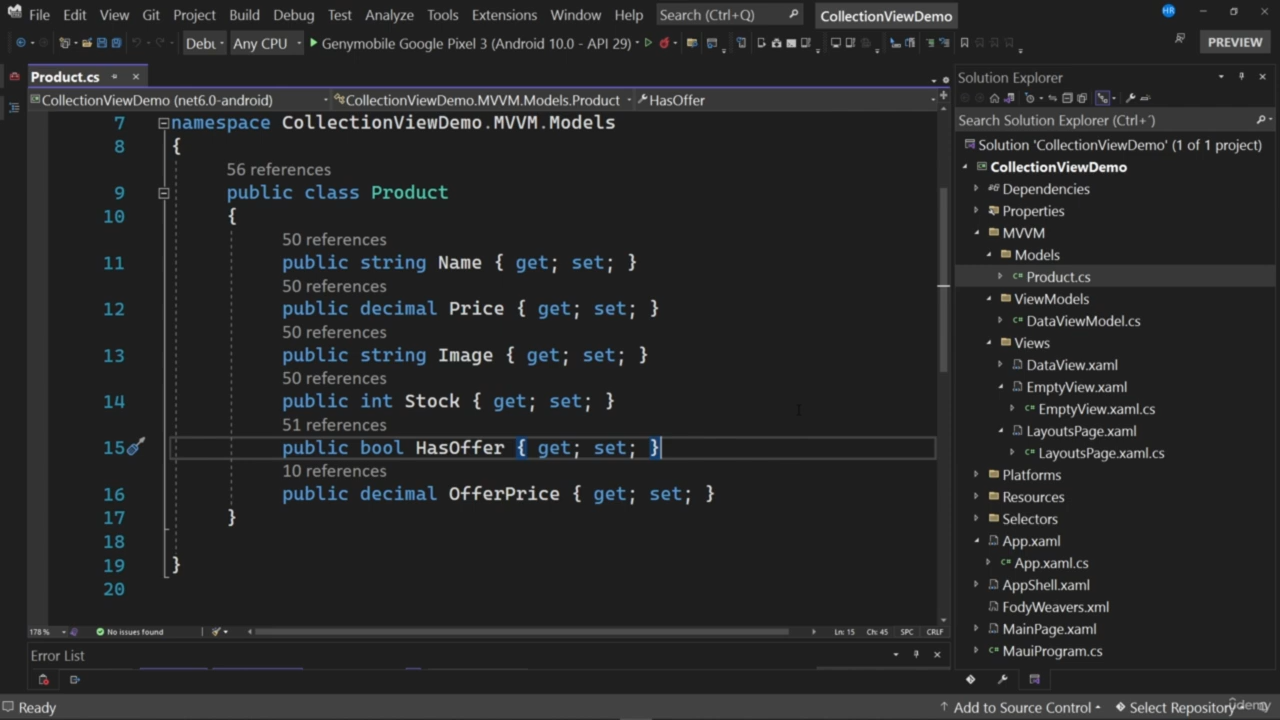 File Edit View Git Project Build Debug Test Analyze Tools Extensions Window Help Search (Ctrl+Q) CollectionViewDemo HR
Debu Any CPU Genymobile Google Pixel 3 (Android 10.0 - API 29) PREVIEW
Product.cs
CollectionViewDemo (net6.0-android) CollectionViewDemo.MVVM.Models.Product HasOffer
7 namespace CollectionViewDemo.MVVM.Models
8 {
56 references
9 public class Product
10 {
50 references
11 public string Name { get; set; }
50 references
12 public decimal Price { get; set; }
50 references
13 public string Image { get; set; }
50 references
14 public int Stock { get; set; }
51 references
15 public bool HasOffer { get; set; }
10 references
16 public decimal OfferPrice { get; set; }
17 }
18
19 }
20
178 % No issues found Ln: 15 Ch: 45 SPC CRLF
Error List
Solution Explorer
Search Solution Explorer (Ctrl+´)
Solution 'CollectionViewDemo' (1 of 1 project)
CollectionViewDemo
Dependencies
Properties
MVVM
Models
Product.cs
ViewModels
DataViewModel.cs
Views
DataView.xaml
EmptyView.xaml
EmptyView.xaml.cs
LayoutsPage.xaml
LayoutsPage.xaml.cs
Platforms
Resources
Selectors
App.xaml
App.xaml.cs
AppShell.xaml
FodyWeavers.xml
MainPage.xaml
MauiProgram.cs
Ready Add to Source Control Select Repository
Udemy